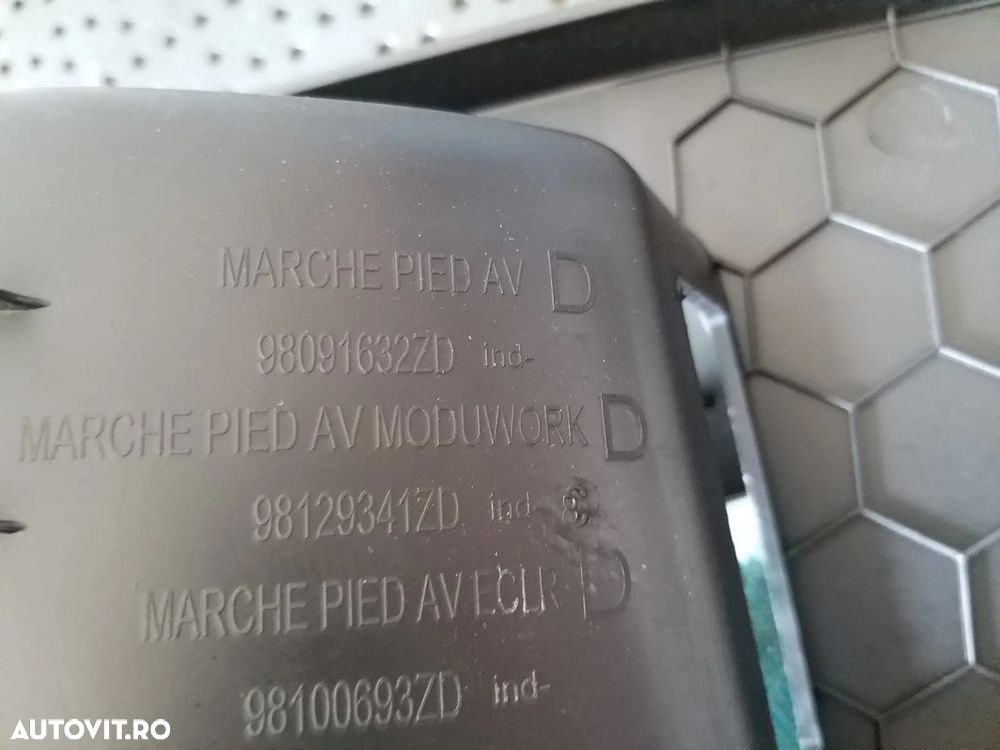 MARCHE PIED AV D
98091632ZD ind-
MARCHE PIED AV MODUWORK D
98129341ZD ind
MARCHE PIED AV ECLR D
98100693ZD ind-
AUTOVIT.RO